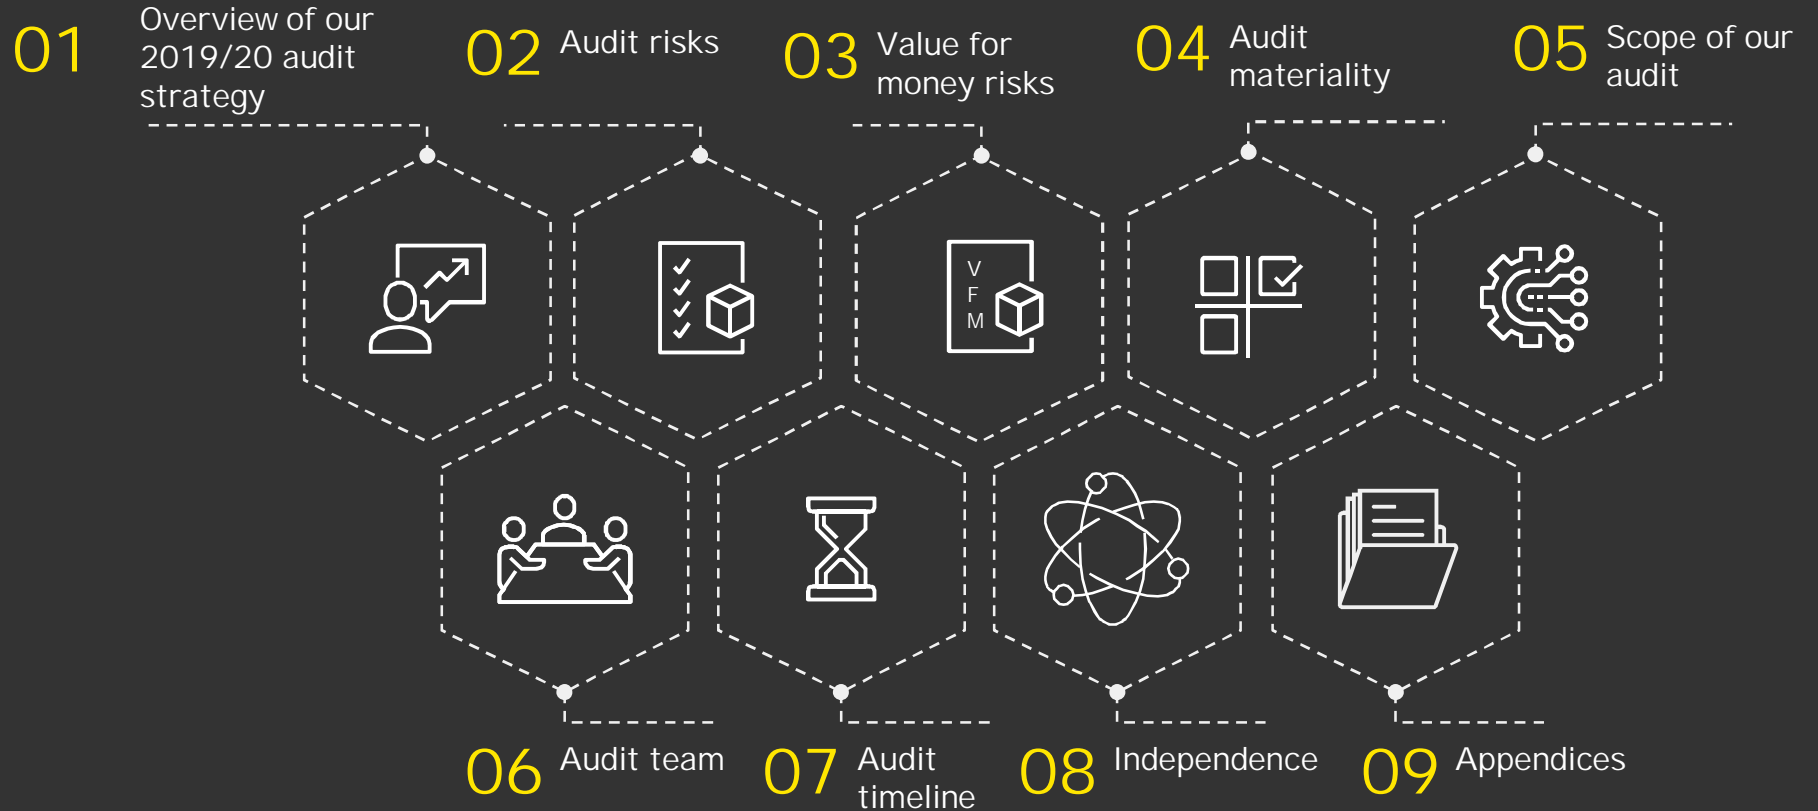 01
Overview of our
2019/20 audit
strategy
02
Audit risks
03
Value for
money risks
04
Audit
materiality
05
Scope of our
audit
V
F
M
06
Audit team
07
Audit
timeline
08
Independence
09
Appendices